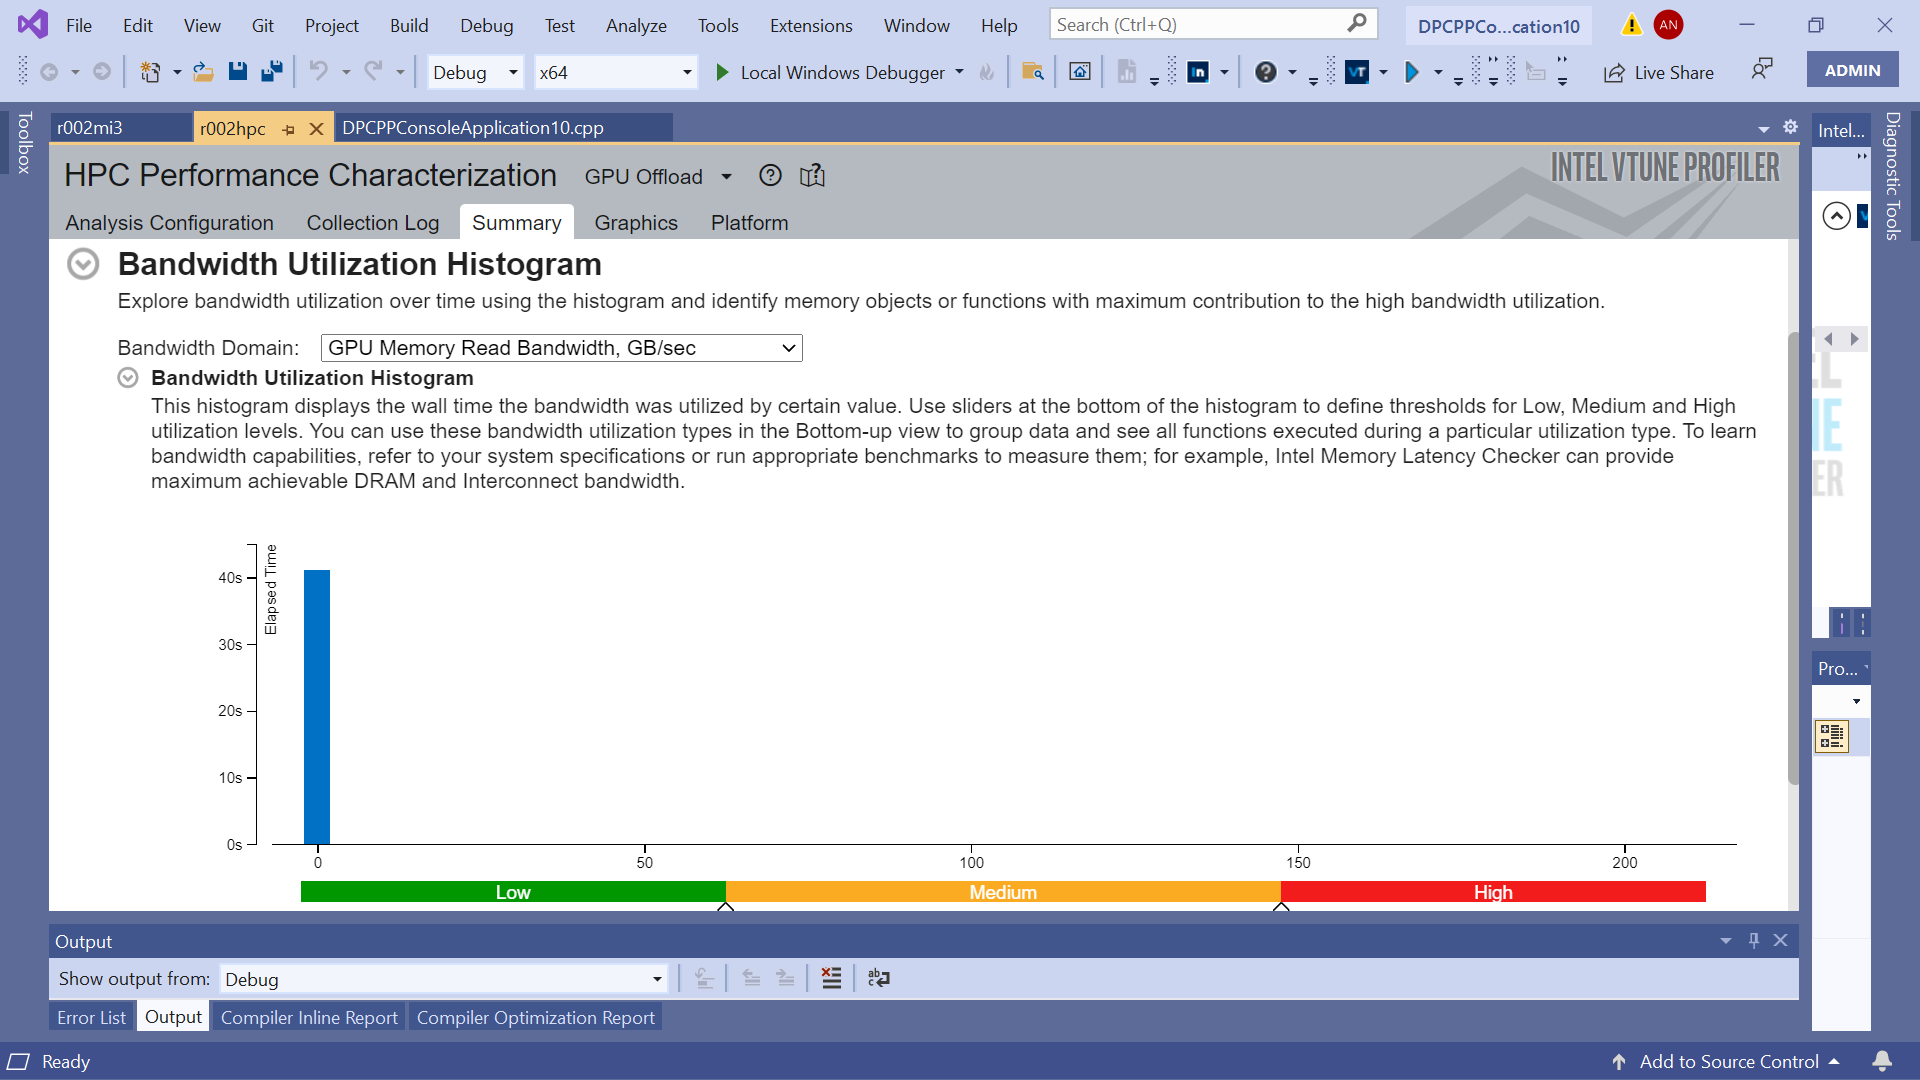 File Edit View Git Project Build Debug Test Analyze Tools Extensions Window Help Search (Ctrl+Q) DPCPPCo...cation10 AN
Debug x64 Local Windows Debugger in VT Live Share ADMIN
Toolbox
r002mi3 r002hpc DPCPPConsoleApplication10.cpp
HPC Performance Characterization GPU Offload INTEL VTUNE PROFILER
Analysis Configuration Collection Log Summary Graphics Platform
Bandwidth Utilization Histogram
Explore bandwidth utilization over time using the histogram and identify memory objects or functions with maximum contribution to the high bandwidth utilization.
Bandwidth Domain: GPU Memory Read Bandwidth, GB/sec
Bandwidth Utilization Histogram
This histogram displays the wall time the bandwidth was utilized by certain value. Use sliders at the bottom of the histogram to define thresholds for Low, Medium and High
utilization levels. You can use these bandwidth utilization types in the Bottom-up view to group data and see all functions executed during a particular utilization type. To learn
bandwidth capabilities, refer to your system specifications or run appropriate benchmarks to measure them; for example, Intel Memory Latency Checker can provide
maximum achievable DRAM and Interconnect bandwidth.
Elapsed Time
40s
30s
20s
10s
0s
0 50 100 150 200
Low Medium High
Intel...
Diagnostic Tools
EL
NE
ER
Pro...
Output
Show output from: Debug
Error List Output Compiler Inline Report Compiler Optimization Report
Ready Add to Source Control